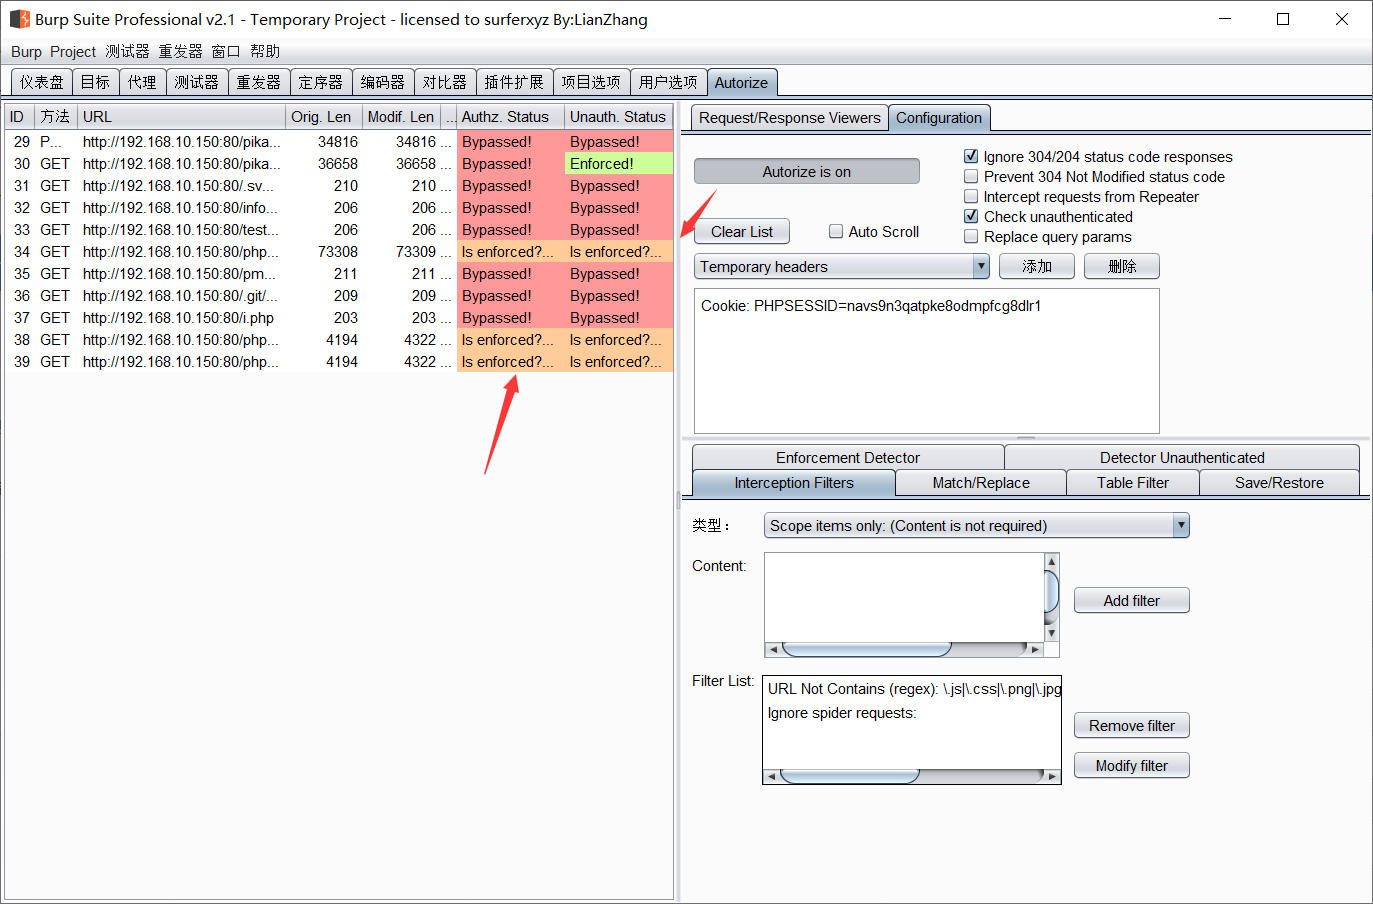 Burp Suite Professional v2.1 - Temporary Project - licensed to surferxyz By:LianZhang
Burp Project 测试器 重发器 窗口 帮助
仪表盘 目标 代理 测试器 重发器 定序器 编码器 对比器 插件扩展 项目选项 用户选项 Autorize
ID 方法 URL Orig. Len Modif. Len ... Authz. Status Unauth. Status
29 P... http://192.168.10.150:80/pika... 34816 34816 ... Bypassed! Bypassed!
30 GET http://192.168.10.150:80/pika... 36658 36658 ... Bypassed! Enforced!
31 GET http://192.168.10.150:80/.sv... 210 210 ... Bypassed! Bypassed!
32 GET http://192.168.10.150:80/info... 206 206 ... Bypassed! Bypassed!
33 GET http://192.168.10.150:80/test... 206 206 ... Bypassed! Bypassed!
34 GET http://192.168.10.150:80/php... 73308 73309 ... Is enforced?... Is enforced?...
35 GET http://192.168.10.150:80/pm... 211 211 ... Bypassed! Bypassed!
36 GET http://192.168.10.150:80/.git/... 209 209 ... Bypassed! Bypassed!
37 GET http://192.168.10.150:80/i.php 203 203 ... Bypassed! Bypassed!
38 GET http://192.168.10.150:80/php... 4194 4322 ... Is enforced?... Is enforced?...
39 GET http://192.168.10.150:80/php... 4194 4322 ... Is enforced?... Is enforced?...
Request/Response Viewers Configuration
Autorize is on
Ignore 304/204 status code responses
Prevent 304 Not Modified status code
Intercept requests from Repeater
Check unauthenticated
Replace query params
Clear List Auto Scroll
Temporary headers 添加 删除
Cookie: PHPSESSID=navs9n3qatpke8odmpfcg8dlr1
Enforcement Detector Detector Unauthenticated
Interception Filters Match/Replace Table Filter Save/Restore
类型： Scope items only: (Content is not required)
Content:
Add filter
Filter List: URL Not Contains (regex): \.js|\.css|\.png|\.jpg
Ignore spider requests:
Remove filter
Modify filter